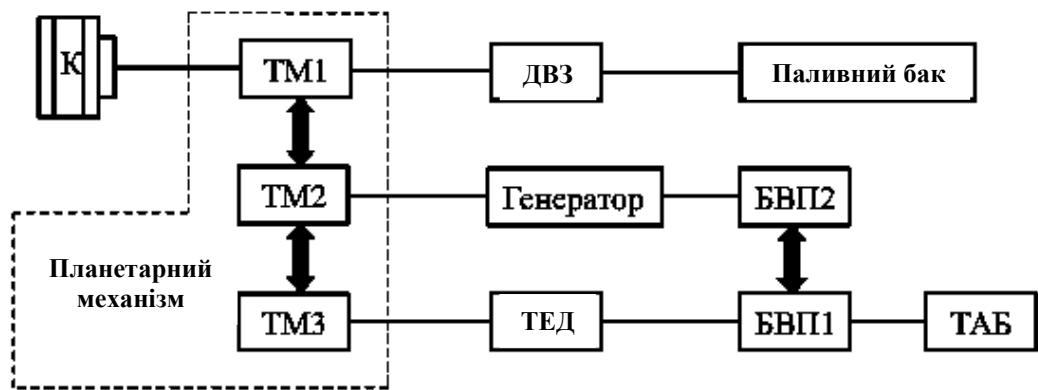 К
ТМ1
ДВЗ
Паливний бак
ТМ2
Генератор
БВП2
Планетарний
механізм
ТМ3
ТЕД
БВП1
ТАБ